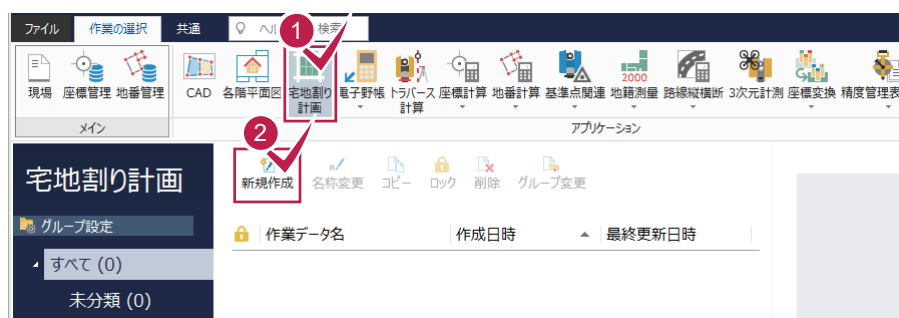 ファイル 作業の選択 共通 ヘル 検索
1
現場 座標管理 地番管理 CAD 各階平面図 宅地割り 電子野帳 トラバース 座標計算 地番計算 基準点関連 地籍測量 路線縦横断 3次元計測 座標変換 精度管理表
計画 計算
2000
メイン アプリケーション
2
宅地割り計画 新規作成 名称変更 コピー ロック 削除 グループ変更
グループ設定 作業データ名 作成日時 最終更新日時
すべて (0)
未分類 (0)